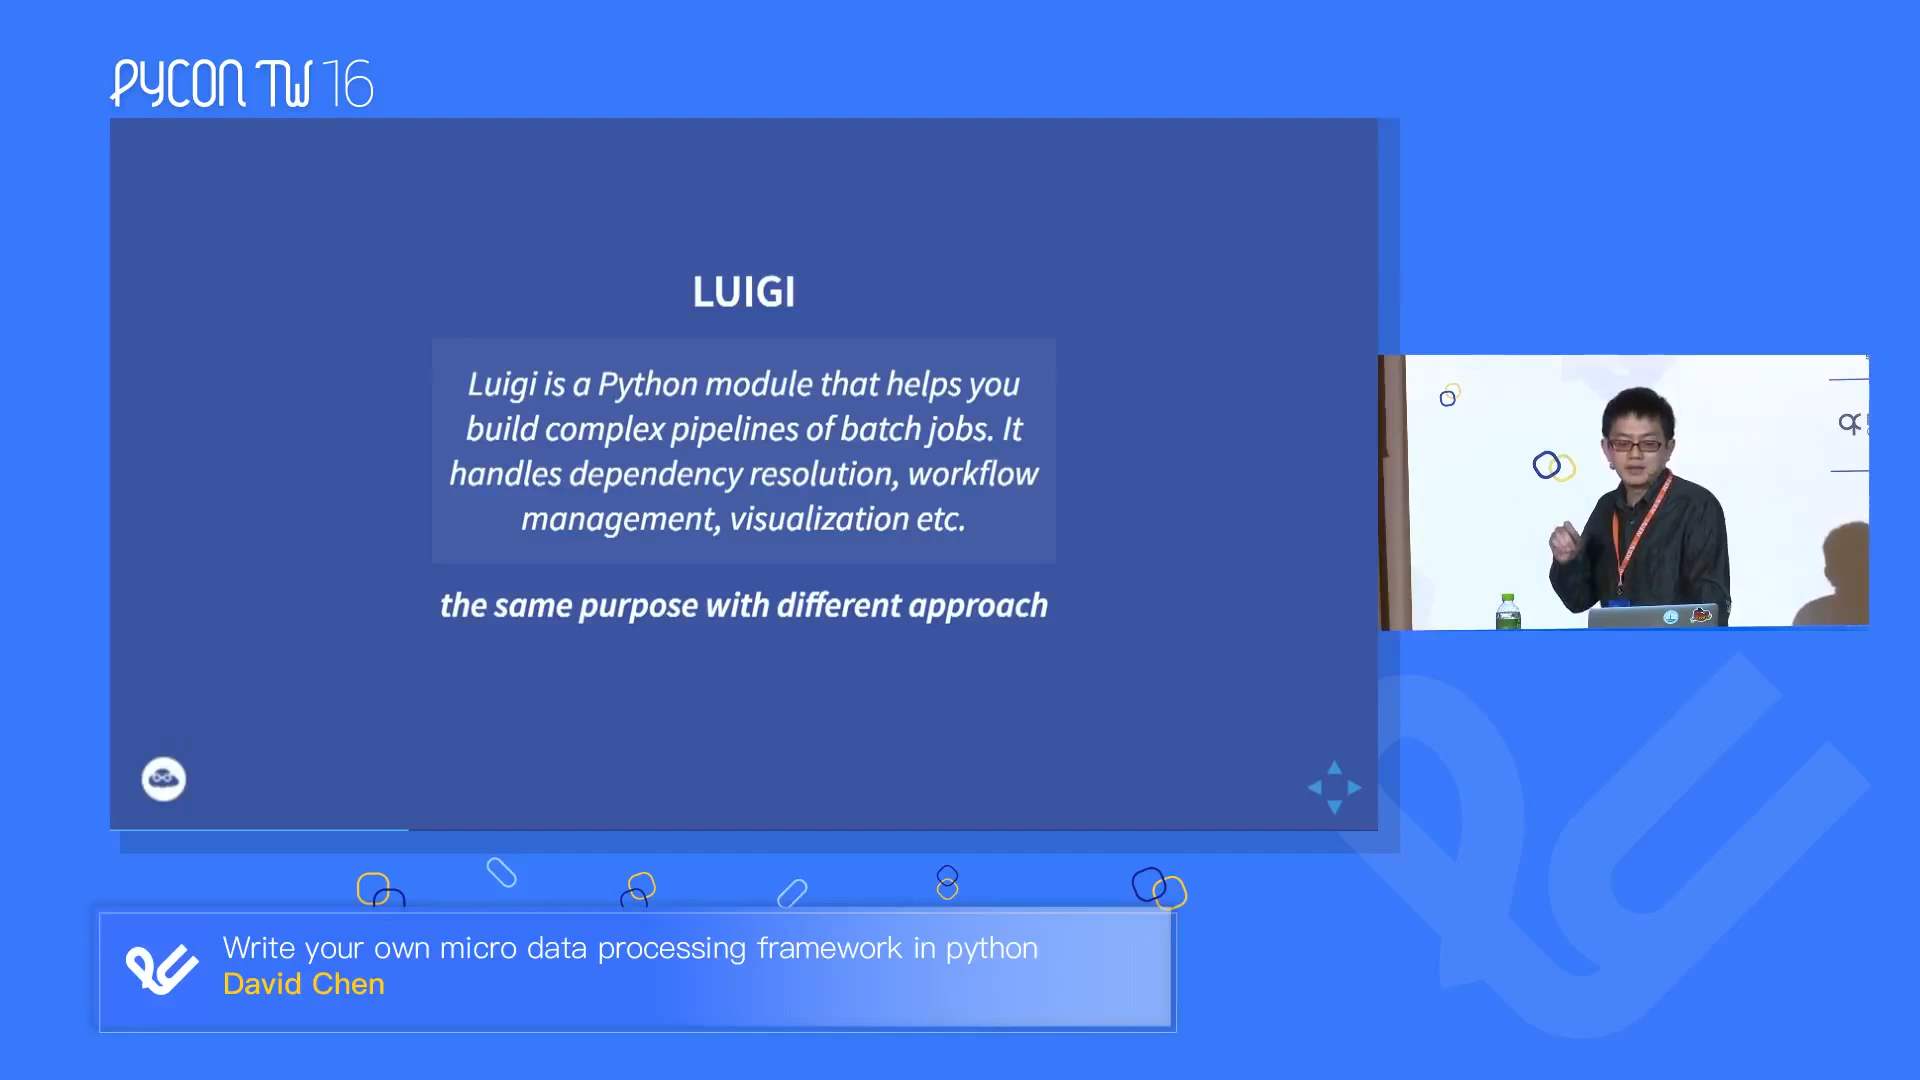 PYCON TW 16
LUIGI
Luigi is a Python module that helps you
build complex pipelines of batch jobs. It
handles dependency resolution, workflow
management, visualization etc.
the same purpose with different approach
Write your own micro data processing framework in python
David Chen